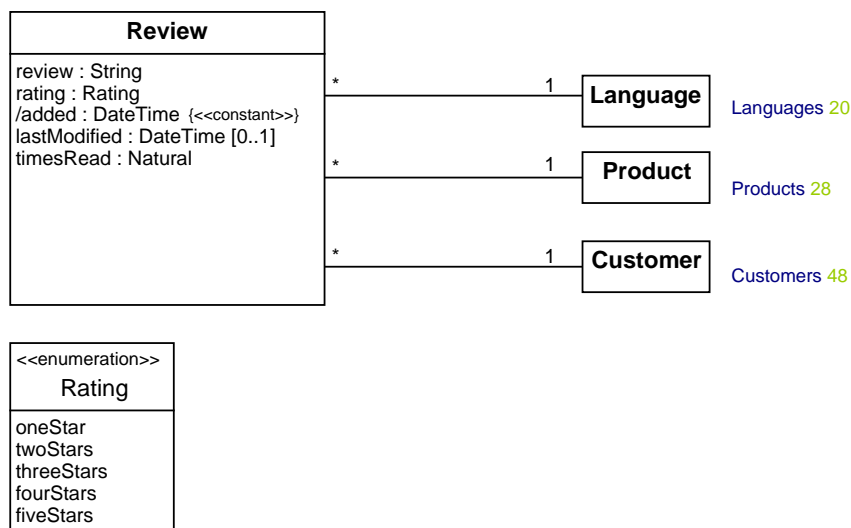 Review
review : String
rating : Rating
/added : DateTime {<<constant>>}
lastModified : DateTime [0..1]
timesRead : Natural
* 1
Language
Languages 20
* 1
Product
Products 28
* 1
Customer
Customers 48
<<enumeration>>
Rating
oneStar
twoStars
threeStars
fourStars
fiveStars